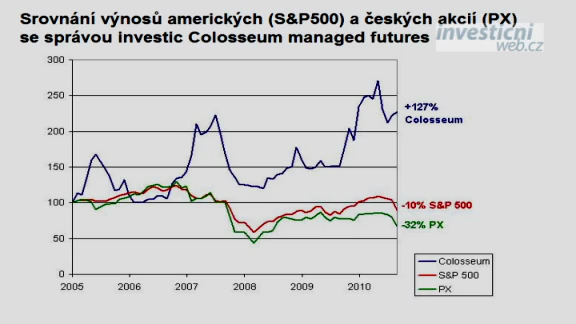 Srovnání výnosů amerických (S&P500) a českých akcií (PX)
se správou investic Colosseum managed futures
investiční
web.cz
300
250
200
150
100
50
0
2005
2006
2007
2008
2009
2010
+127%
Colosseum
-10% S&P 500
-32% PX
Colosseum
S&P 500
PX